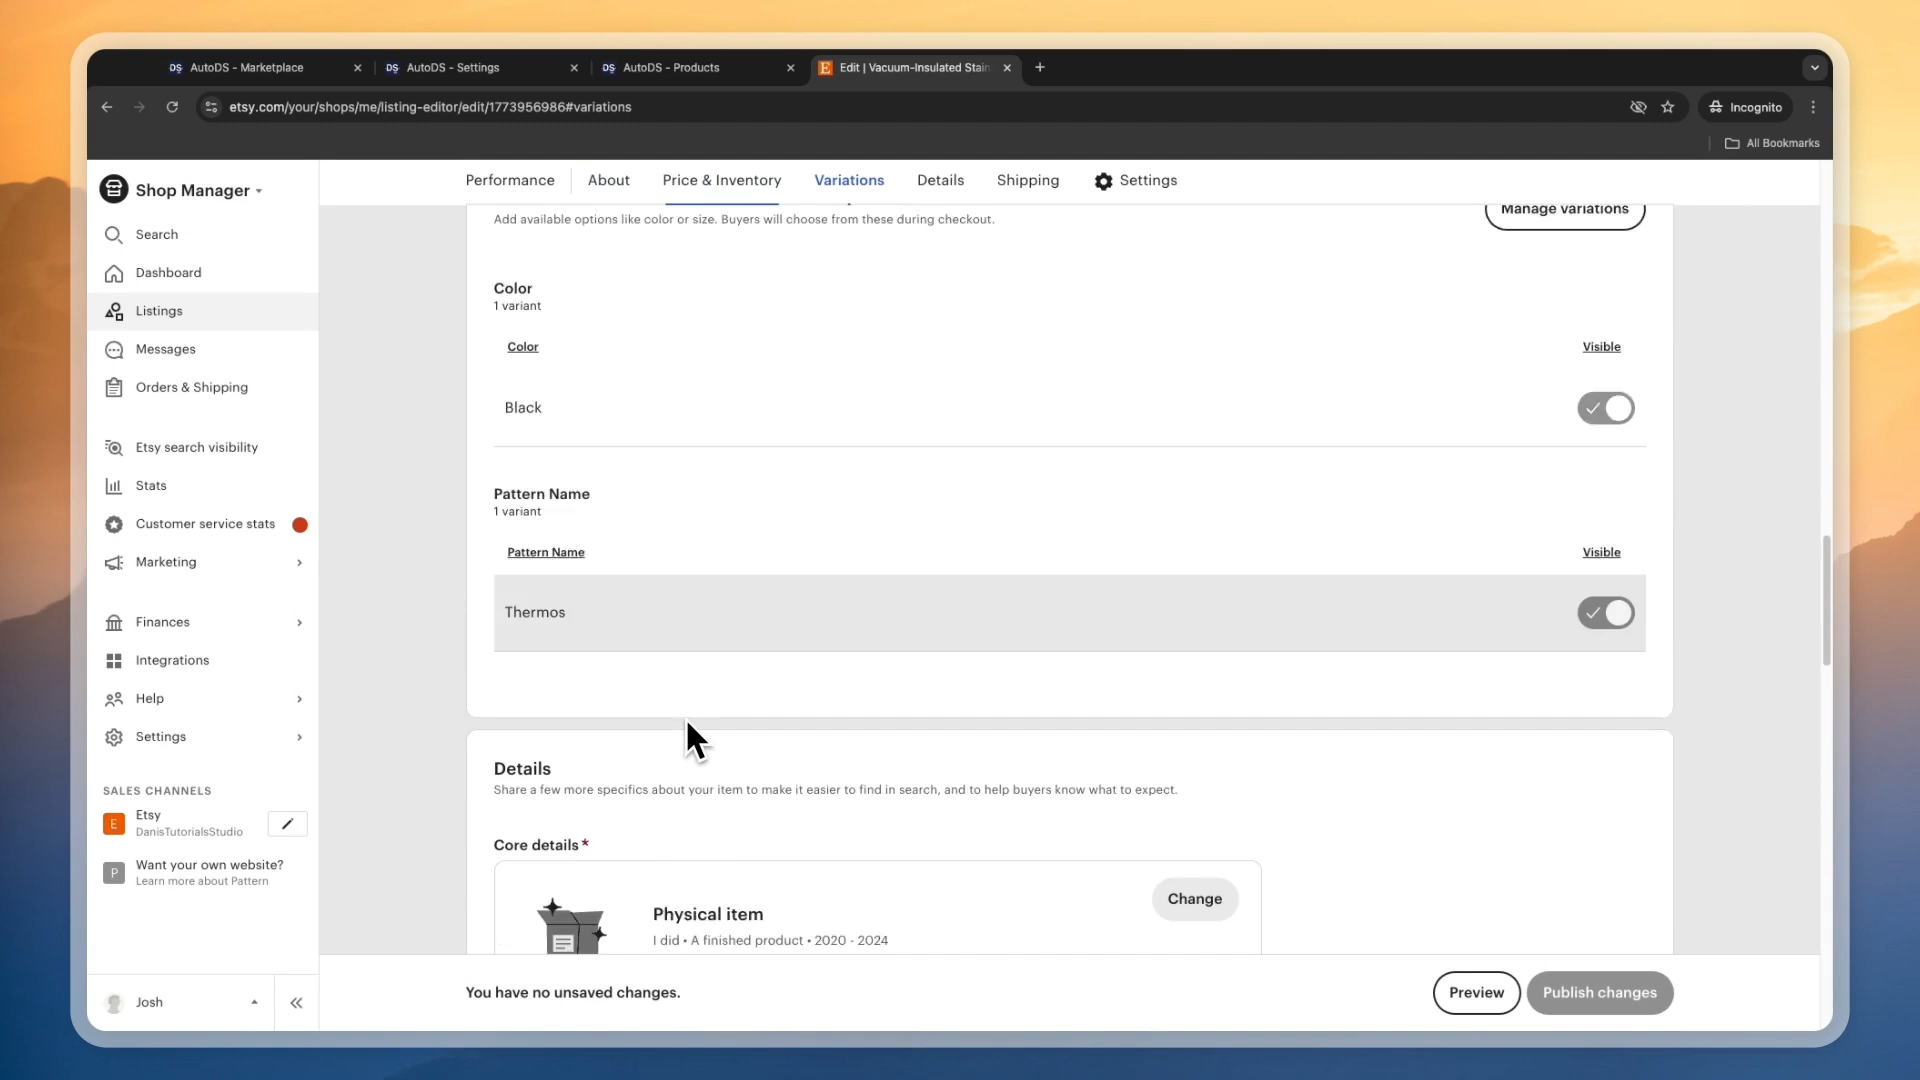 DS AutoDS - Marketplace
DS AutoDS - Settings
DS AutoDS - Products
E Edit | Vacuum-Insulated Stain
etsy.com/your/shops/me/listing-editor/edit/1773956986#variations
Incognito
All Bookmarks
Shop Manager
Search
Dashboard
Listings
Messages
Orders & Shipping
Etsy search visibility
Stats
Customer service stats
Marketing
Finances
Integrations
Help
Settings
SALES CHANNELS
E Etsy
DanisTutorialsStudio
P Want your own website?
Learn more about Pattern
Josh
Performance
About
Price & Inventory
Variations
Details
Shipping
Settings
Add available options like color or size. Buyers will choose from these during checkout.
Manage variations
Color
1 variant
Color
Visible
Black
Pattern Name
1 variant
Pattern Name
Visible
Thermos
Details
Share a few more specifics about your item to make it easier to find in search, and to help buyers know what to expect.
Core details*
Physical item
I did • A finished product • 2020 - 2024
Change
You have no unsaved changes.
Preview
Publish changes